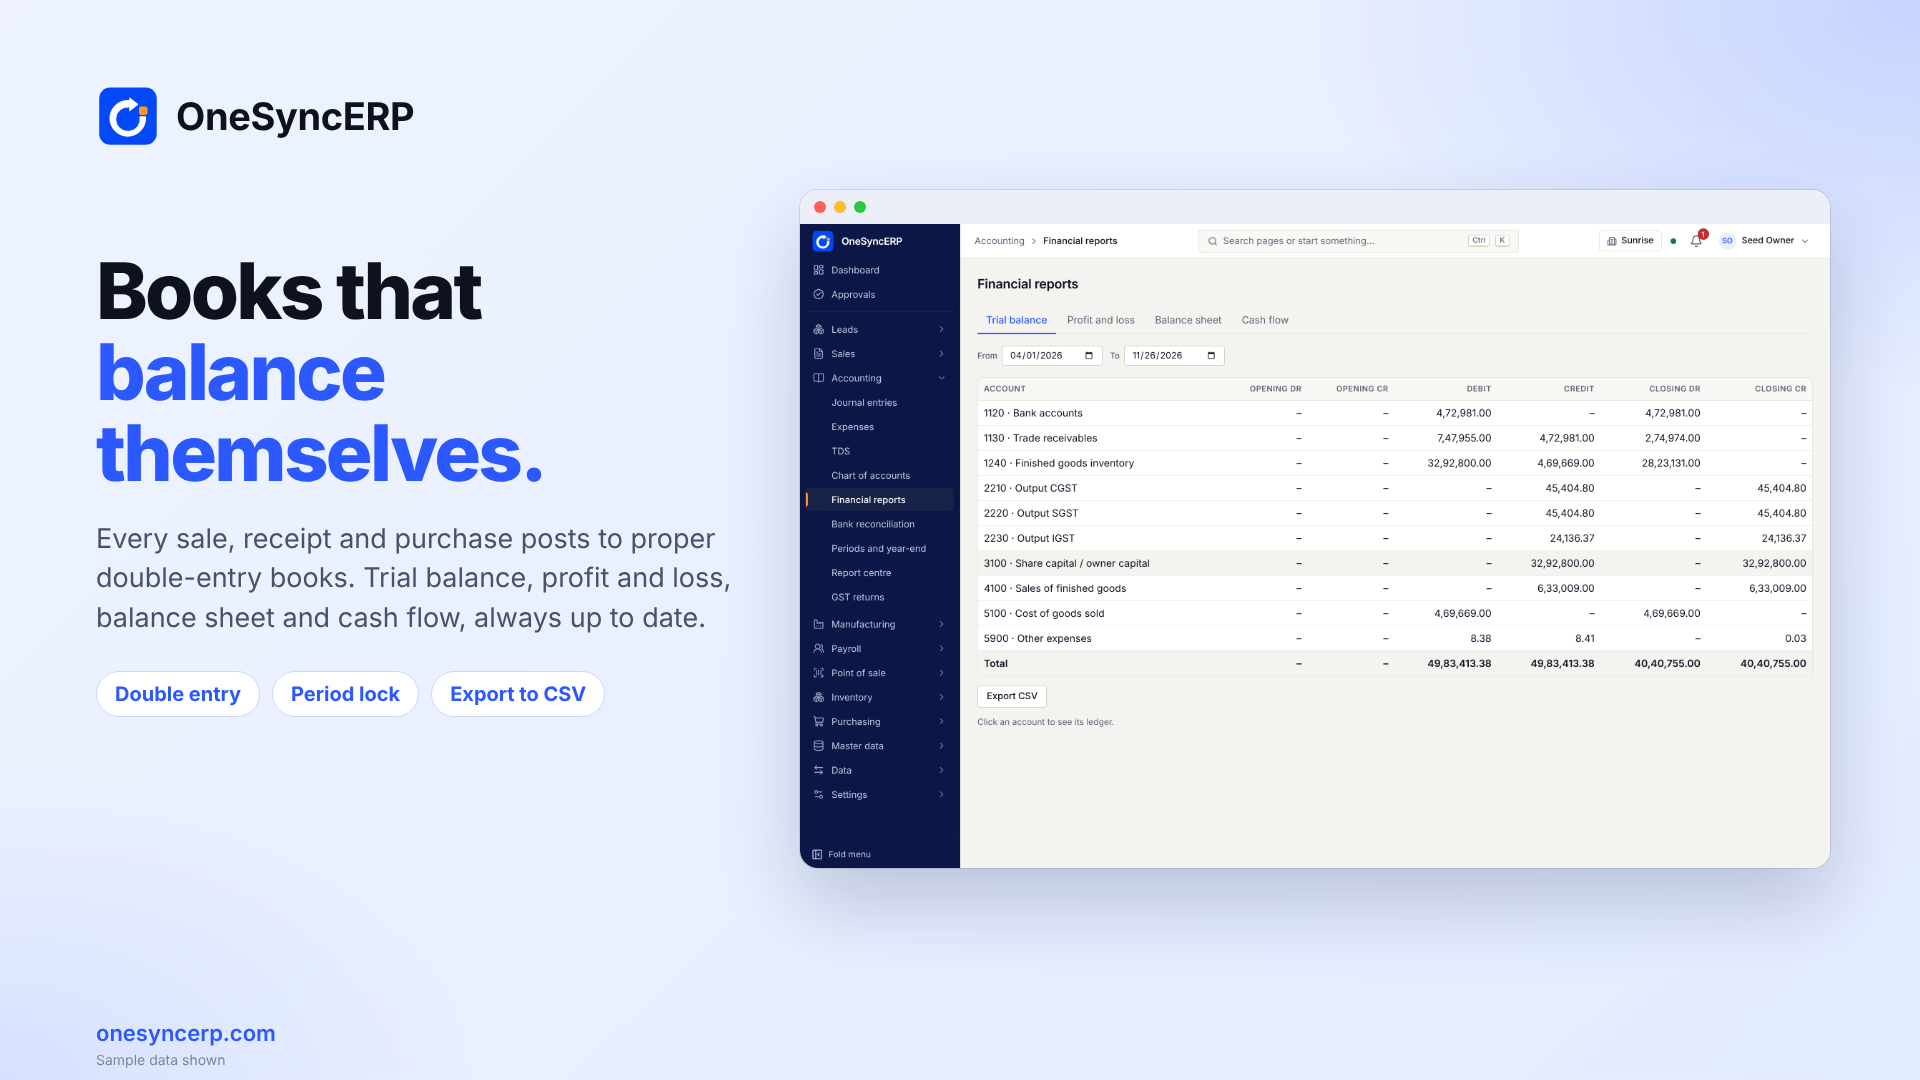 OneSyncERP
Books that
balance
themselves.
Every sale, receipt and purchase posts to proper
double-entry books. Trial balance, profit and loss,
balance sheet and cash flow, always up to date.
Double entry Period lock Export to CSV
onesyncerp.com
Sample data shown
OneSyncERP
Dashboard
Approvals
Leads
Sales
Accounting
Journal entries
Expenses
TDS
Chart of accounts
Financial reports
Bank reconciliation
Periods and year-end
Report centre
GST returns
Manufacturing
Payroll
Point of sale
Inventory
Purchasing
Master data
Data
Settings
Fold menu
Accounting > Financial reports Search pages or start something... Ctrl K Sunrise 1 SO Seed Owner
Financial reports
Trial balance Profit and loss Balance sheet Cash flow
From 04/01/2026 To 11/26/2026
ACCOUNT OPENING DR OPENING CR DEBIT CREDIT CLOSING DR CLOSING CR
1120 · Bank accounts – – 4,72,981.00 – 4,72,981.00 –
1130 · Trade receivables – – 7,47,955.00 4,72,981.00 2,74,974.00 –
1240 · Finished goods inventory – – 32,92,800.00 4,69,669.00 28,23,131.00 –
2210 · Output CGST – – – 45,404.80 – 45,404.80
2220 · Output SGST – – – 45,404.80 – 45,404.80
2230 · Output IGST – – – 24,136.37 – 24,136.37
3100 · Share capital / owner capital – – – 32,92,800.00 – 32,92,800.00
4100 · Sales of finished goods – – – 6,33,009.00 – 6,33,009.00
5100 · Cost of goods sold – – 4,69,669.00 – 4,69,669.00 –
5900 · Other expenses – – 8.38 8.41 – 0.03
Total – – 49,83,413.38 49,83,413.38 40,40,755.00 40,40,755.00
Export CSV
Click an account to see its ledger.